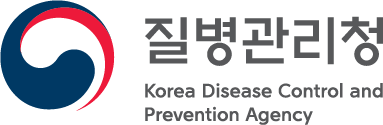 질병관리청
Korea Disease Control and
Prevention Agency